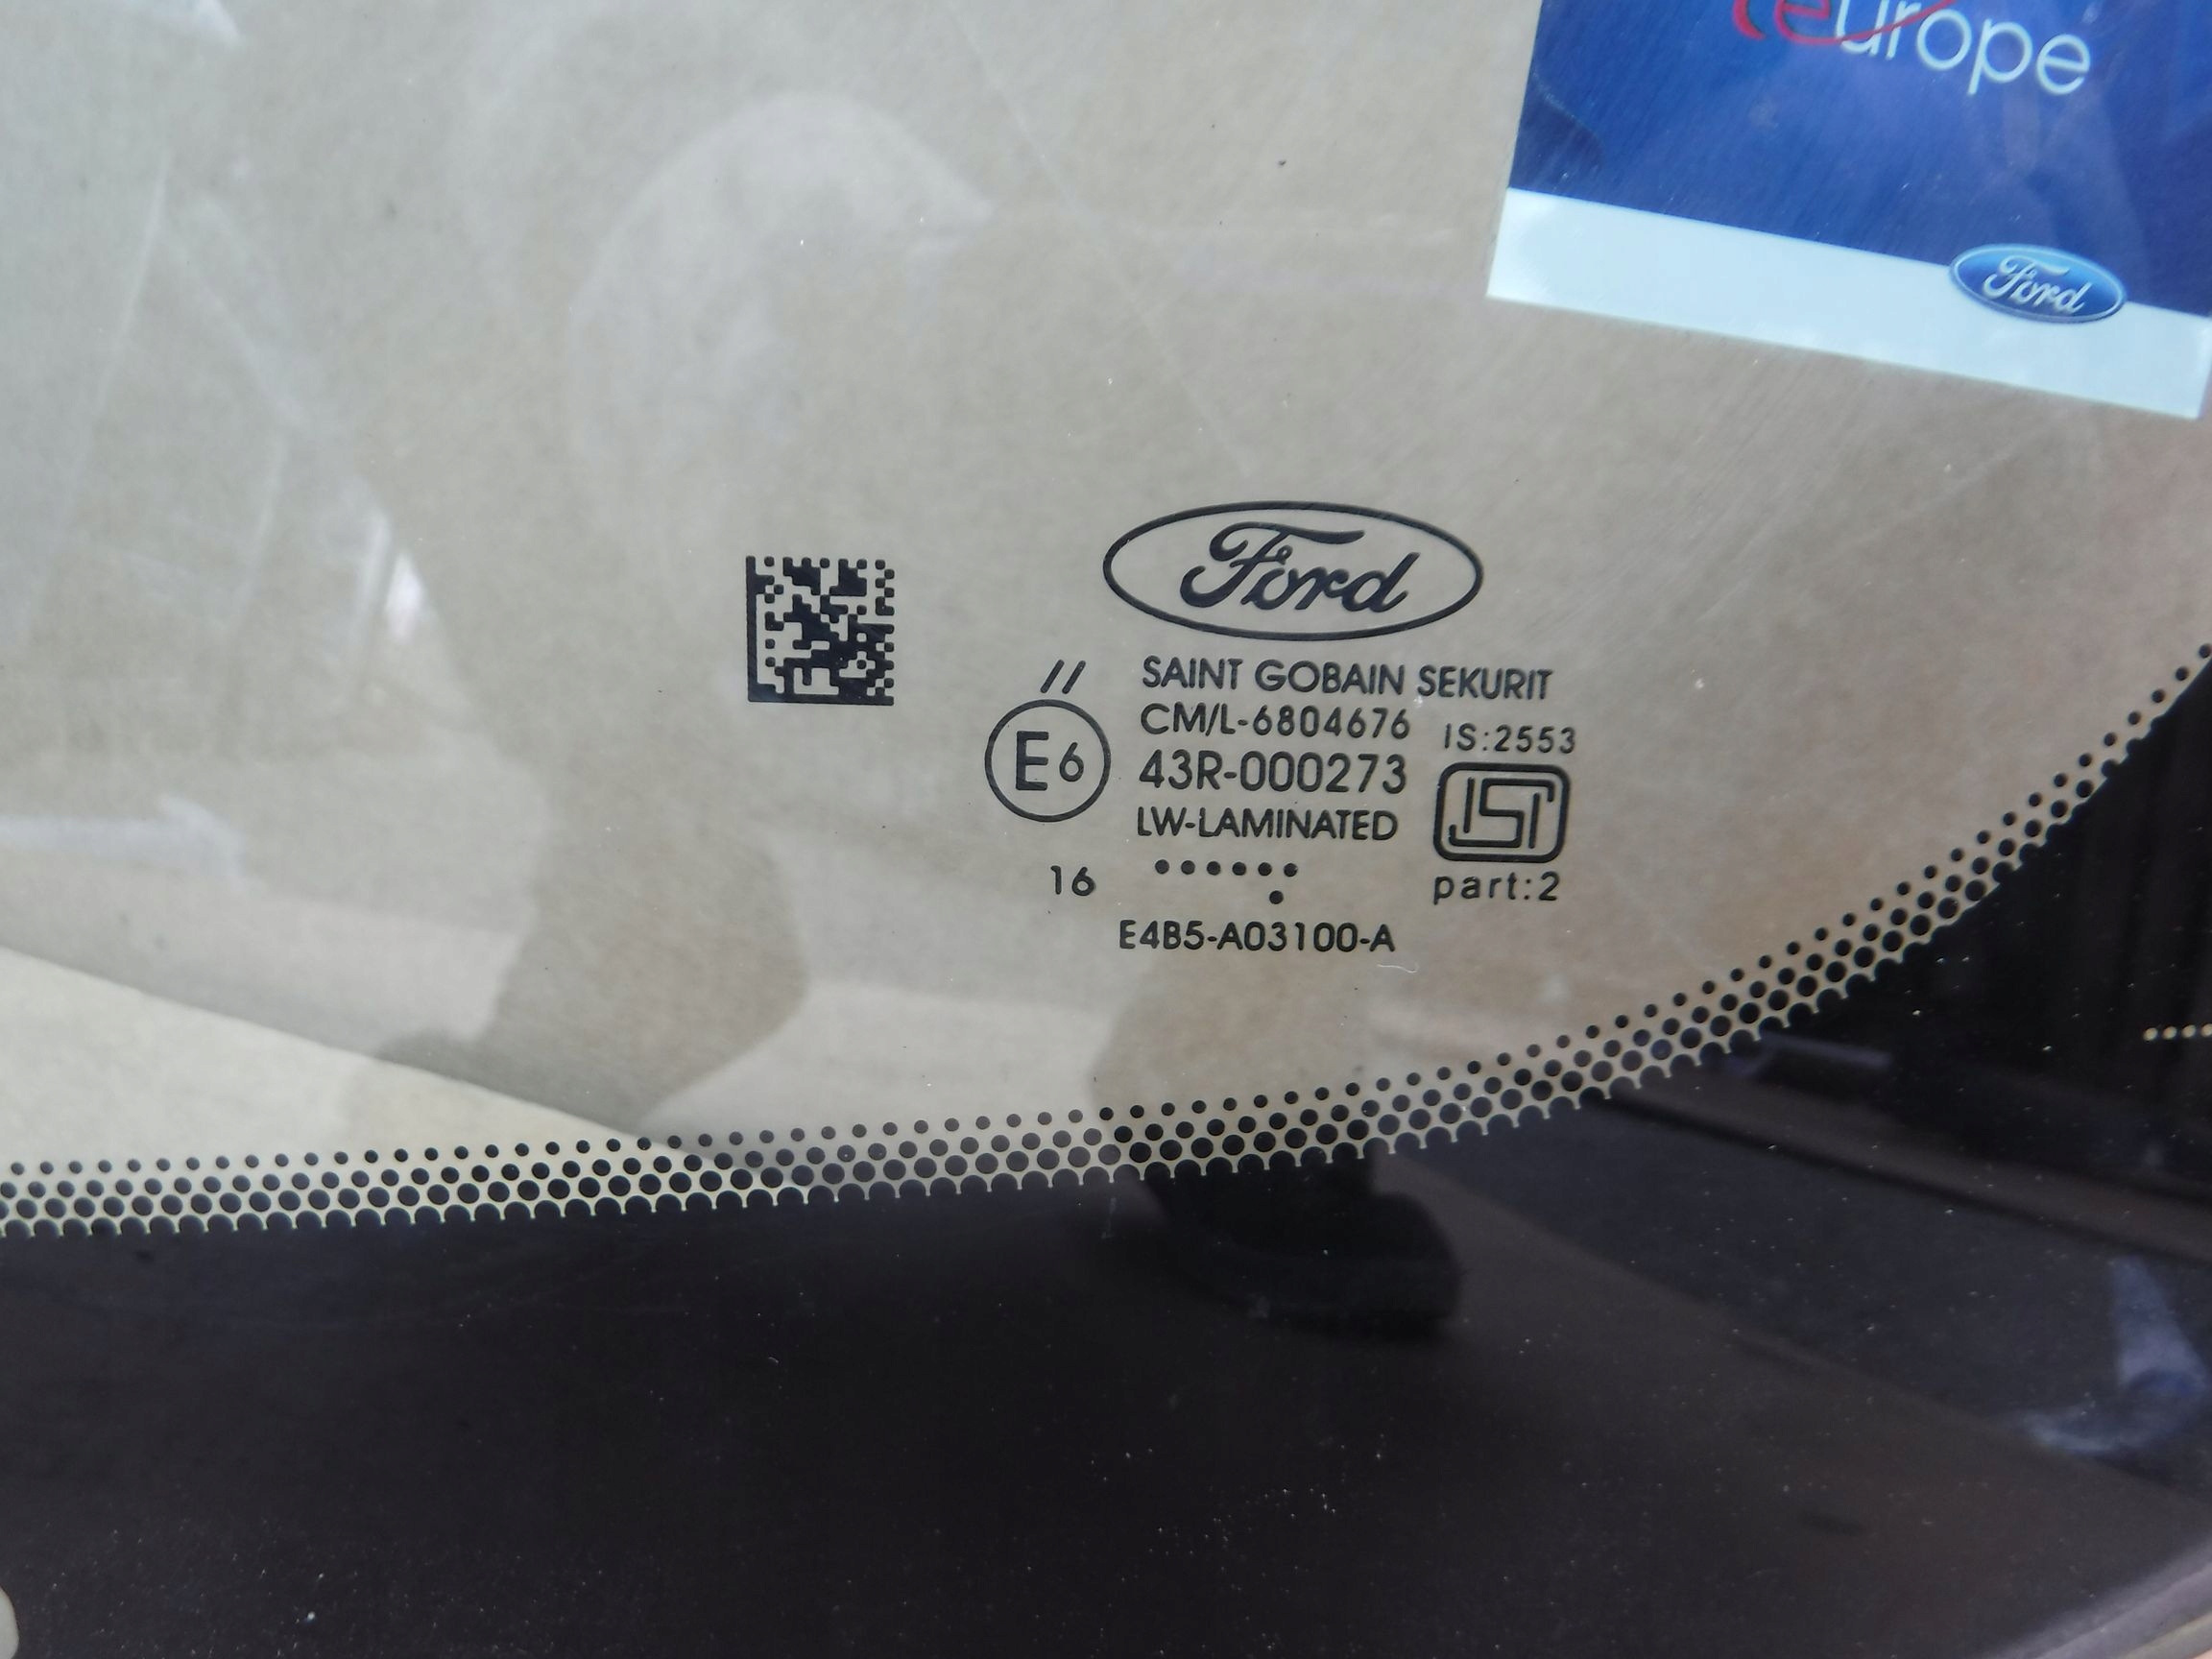 europe
Ford
Ford
//
SAINT GOBAIN SEKURIT
CM/L-6804676 IS:2553
E6 43R-000273
LW-LAMINATED ISI
16 part:2
E4B5-A03100-A